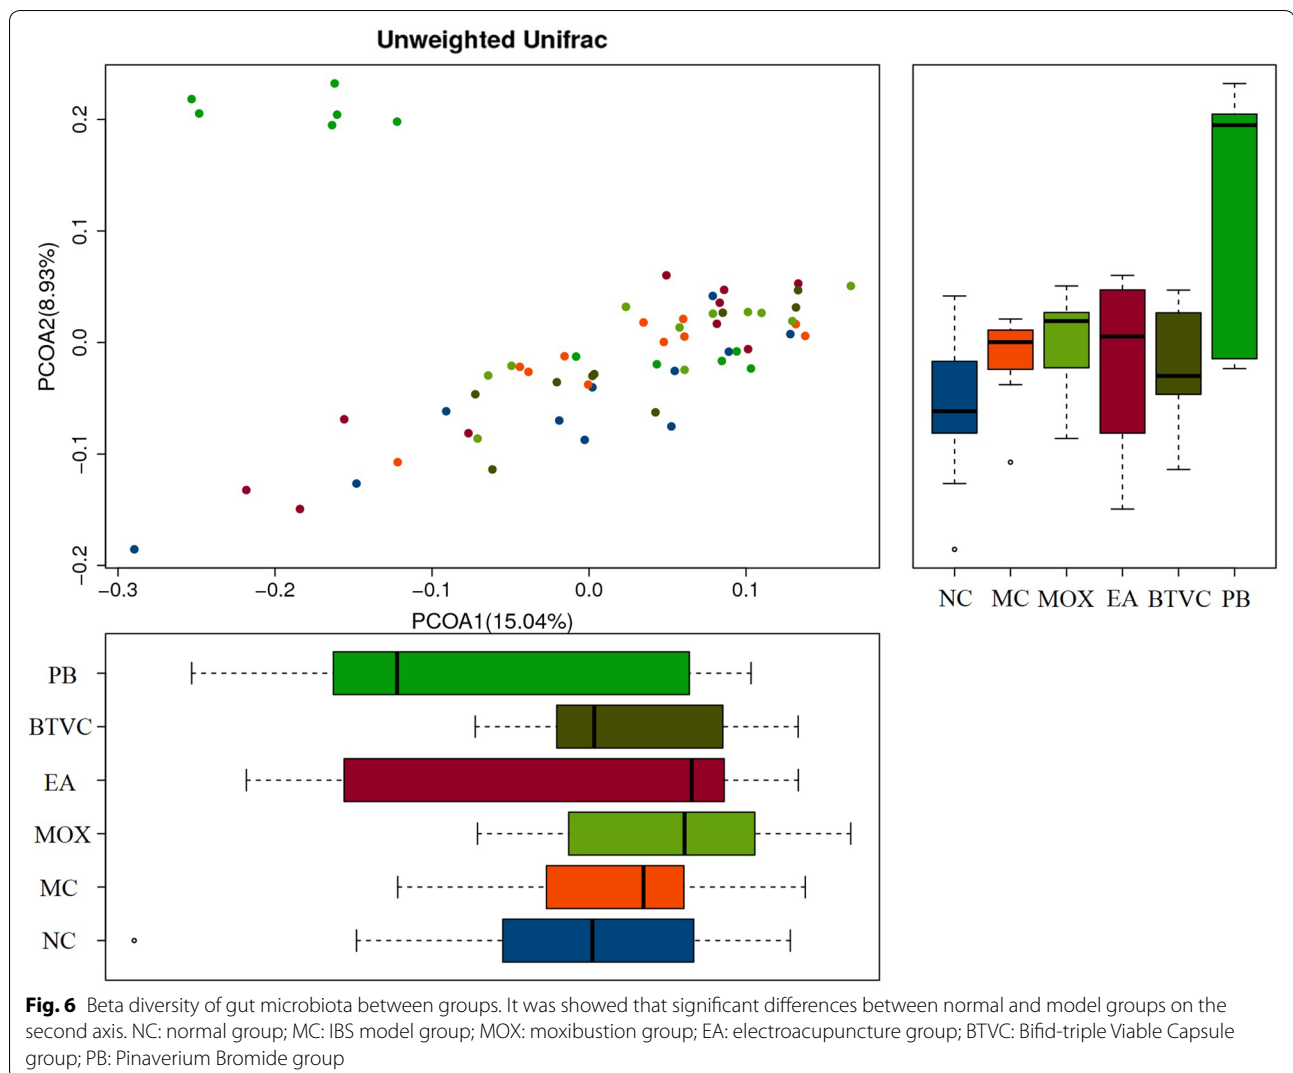 Unweighted Unifrac
PCOA2(8.93%)
0.2
0.1
0.0
−0.1
−0.2
−0.3
−0.2
−0.1
0.0
0.1
PCOA1(15.04%)
NC
MC
MOX
EA
BTVC
PB
PB
BTVC
EA
MOX
MC
NC
Fig. 6 Beta diversity of gut microbiota between groups. It was showed that significant differences between normal and model groups on the
second axis. NC: normal group; MC: IBS model group; MOX: moxibustion group; EA: electroacupuncture group; BTVC: Bifid-triple Viable Capsule
group; PB: Pinaverium Bromide group